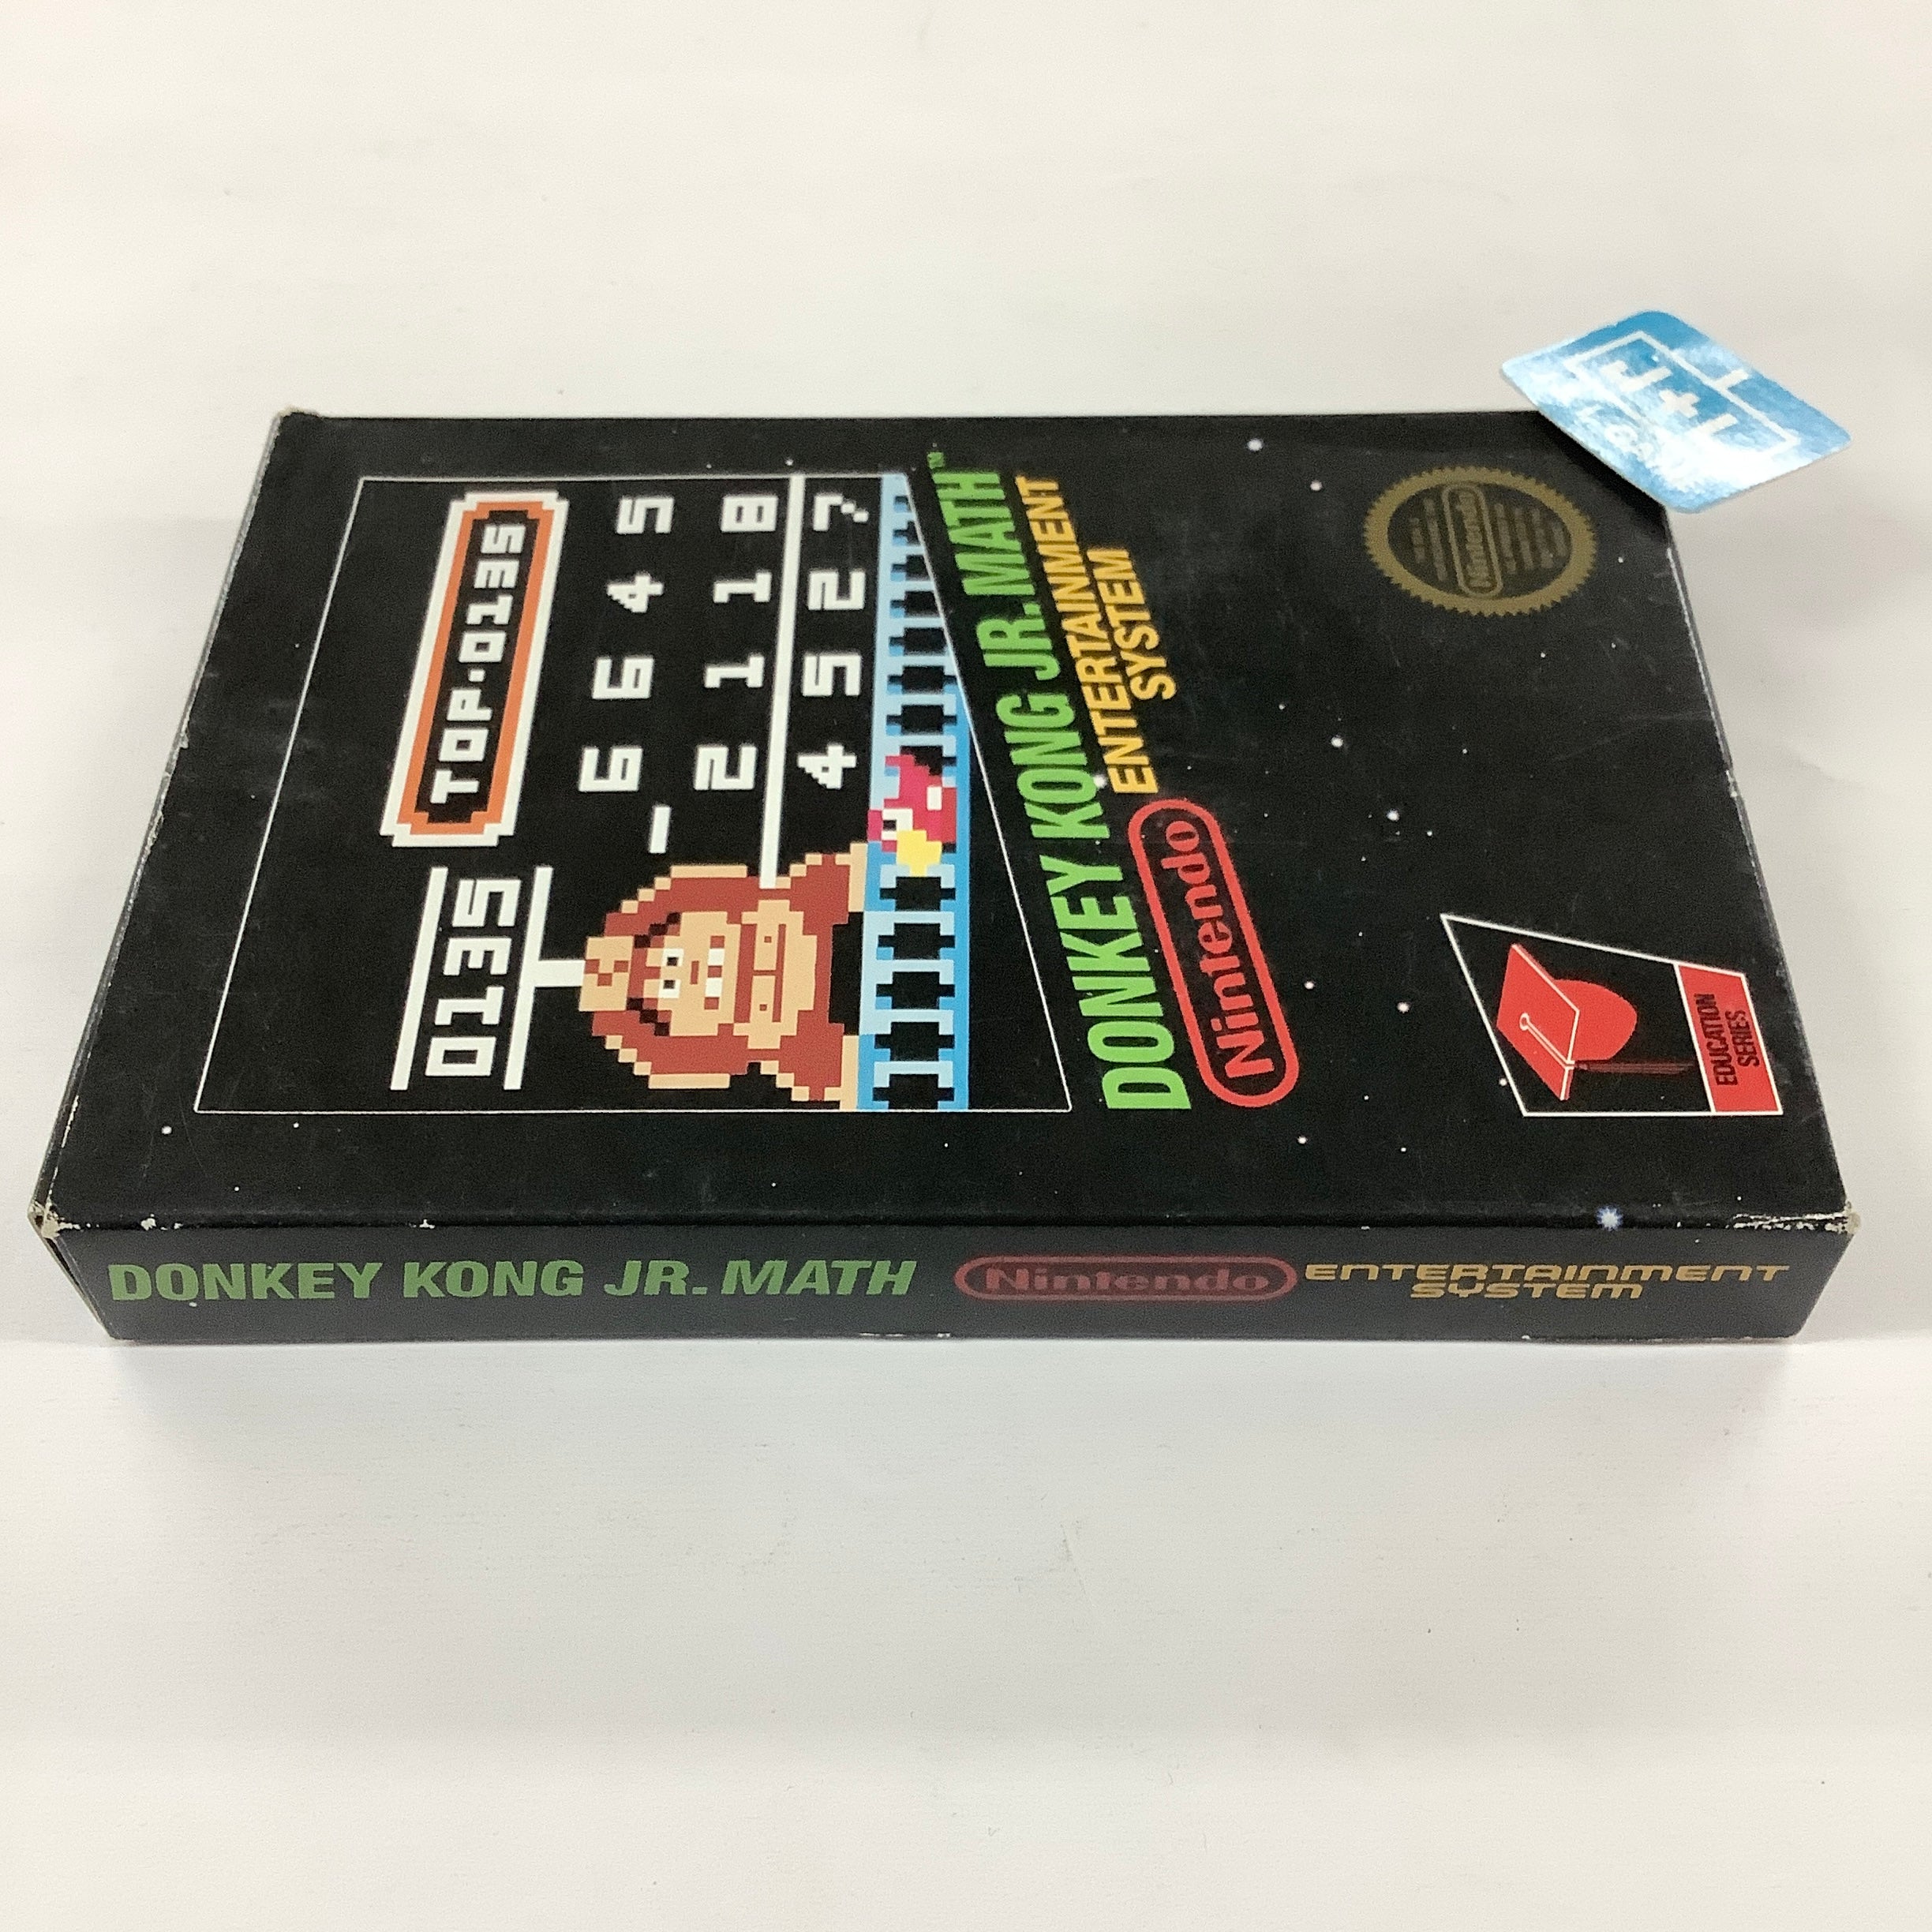 TOP·0135
0135
6 6 4 5
- 2 1 1 8
4 5 2 7
DONKEY KONG JR. MATH™
Nintendo
ENTERTAINMENT
SYSTEM
Nintendo
EDUCATION
SERIES
J+L
DONKEY KONG JR. MATH
Nintendo
ENTERTAINMENT
SYSTEM